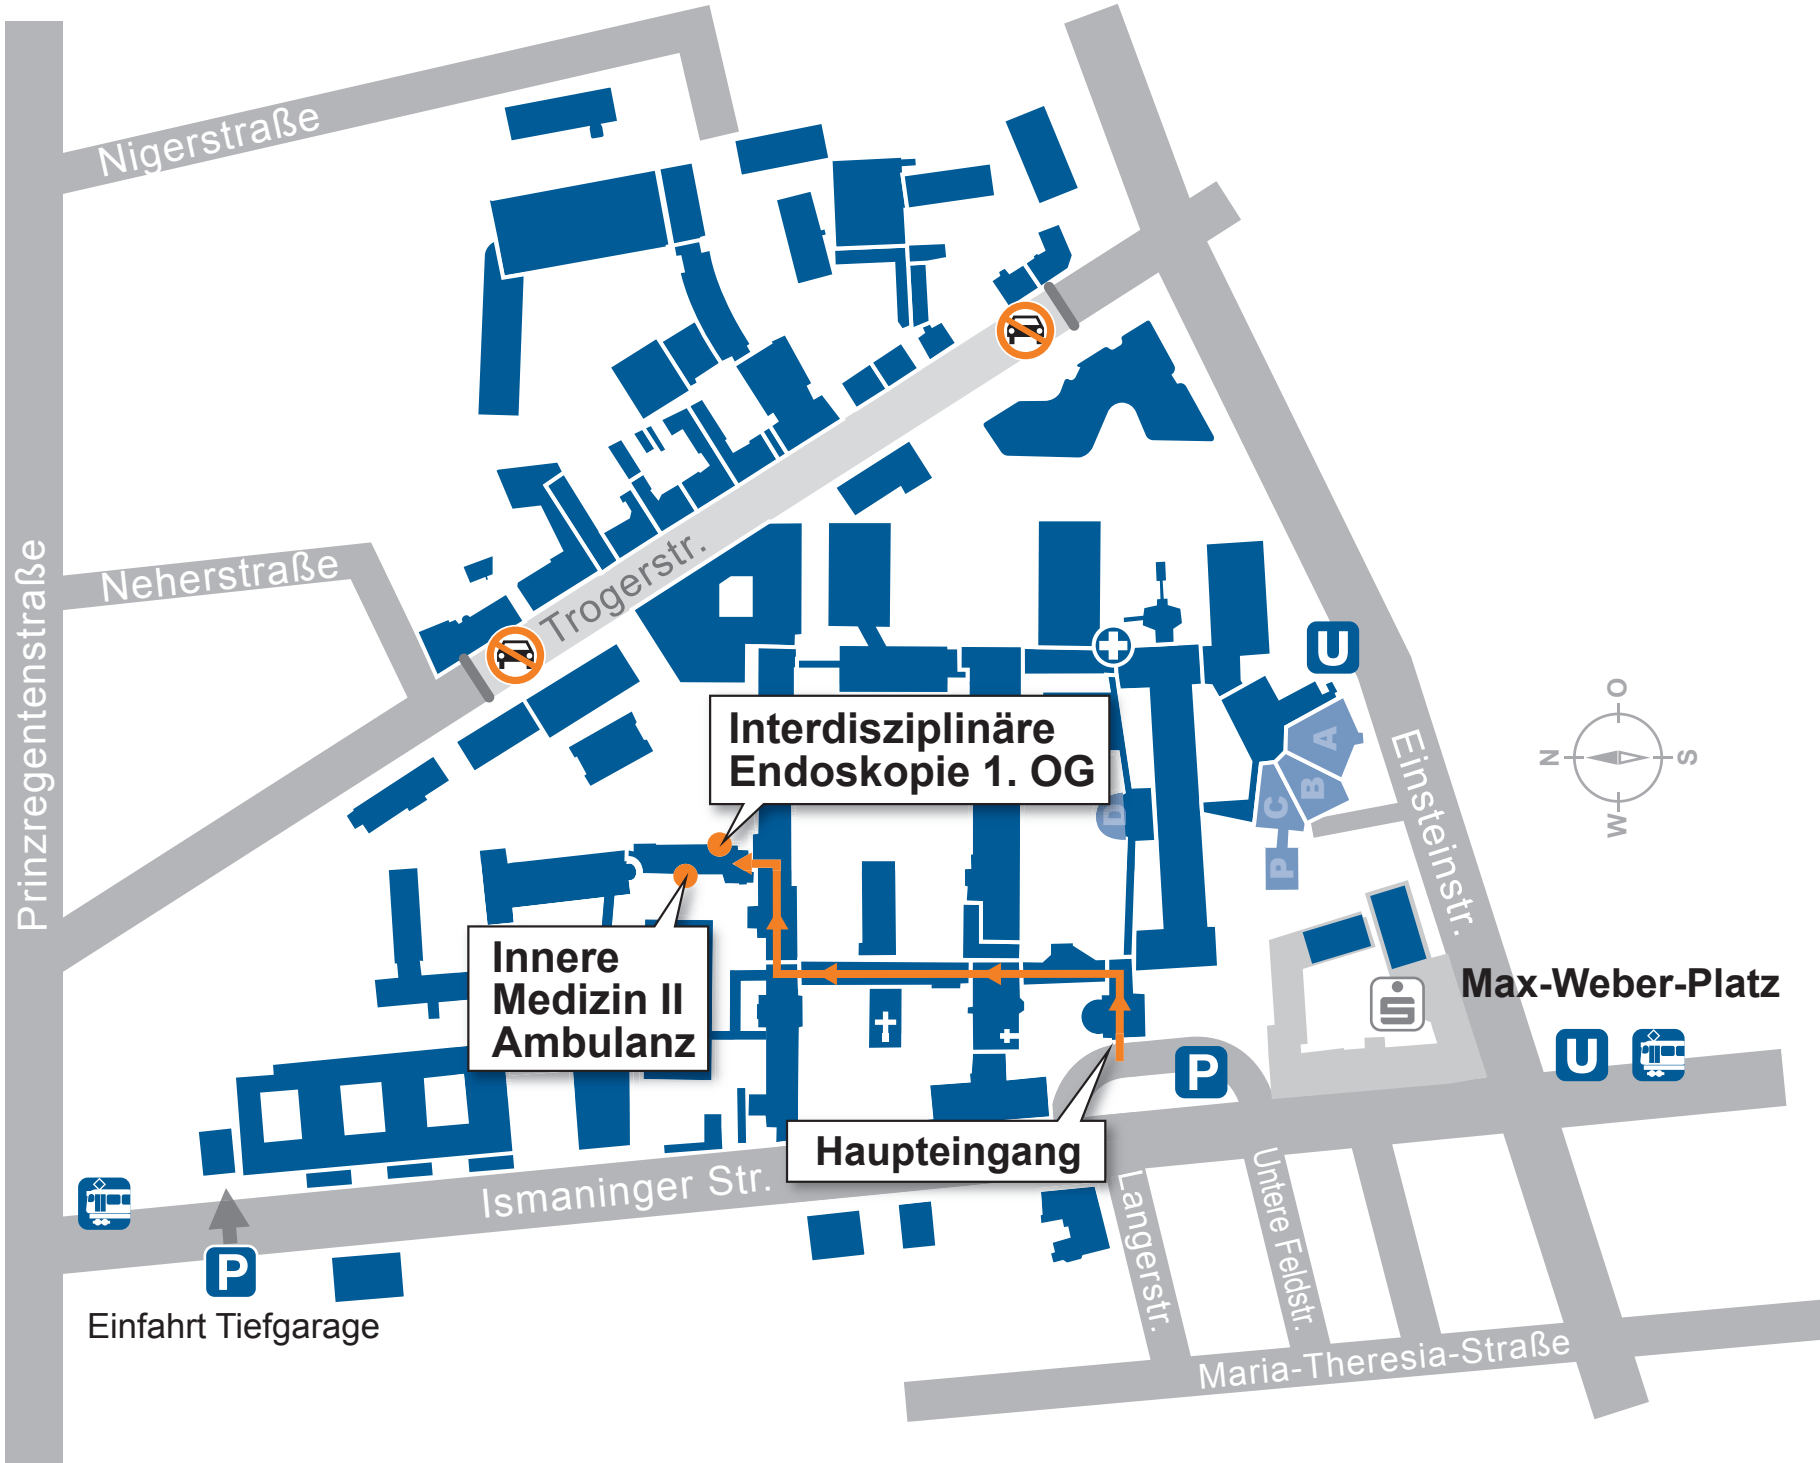 Nigerstraße
Prinzregentenstraße
Neherstraße
Trogerstr.
U
O
N
S
W
Interdisziplinäre
Endoskopie 1. OG
A
B
C
D
P
Einsteinstr.
Innere
Medizin II
Ambulanz
Max-Weber-Platz
S
U
P
Haupteingang
Ismaninger Str.
P
Einfahrt Tiefgarage
Langerstr.
Untere Feldstr.
Maria-Theresia-Straße